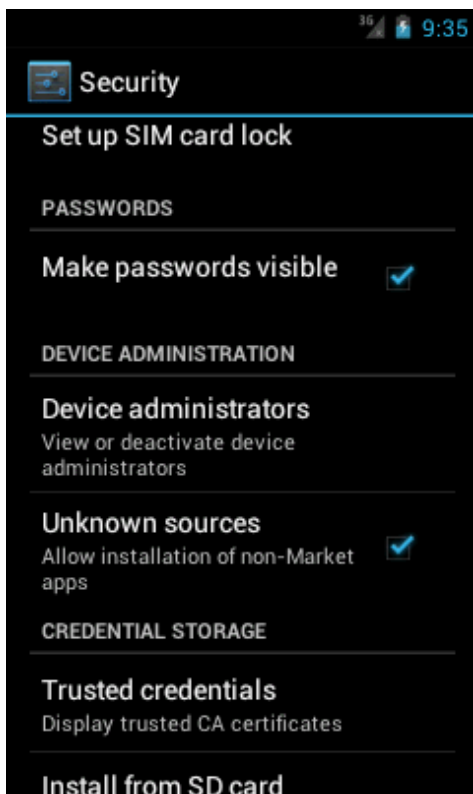 3G 9:35
Security
Set up SIM card lock
PASSWORDS
Make passwords visible
DEVICE ADMINISTRATION
Device administrators
View or deactivate device
administrators
Unknown sources
Allow installation of non-Market
apps
CREDENTIAL STORAGE
Trusted credentials
Display trusted CA certificates
Install from SD card